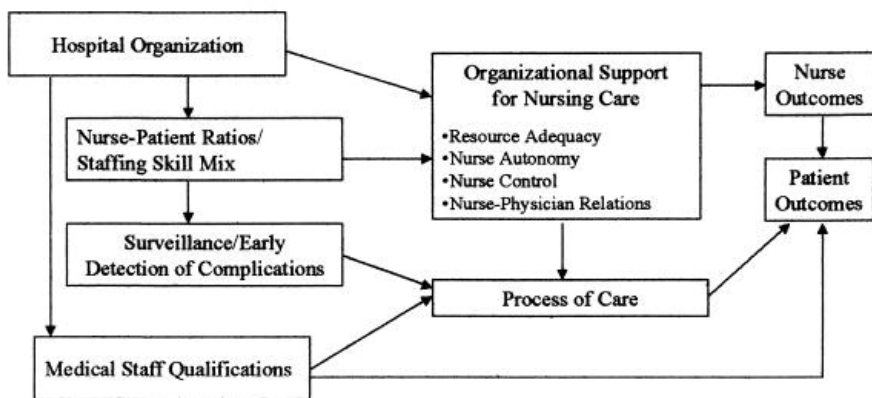 Hospital Organization
Organizational Support
for Nursing Care
•Resource Adequacy
•Nurse Autonomy
•Nurse Control
•Nurse-Physician Relations
Nurse
Outcomes
Nurse-Patient Ratios/
Staffing Skill Mix
Patient
Outcomes
Surveillance/Early
Detection of Complications
Process of Care
Medical Staff Qualifications